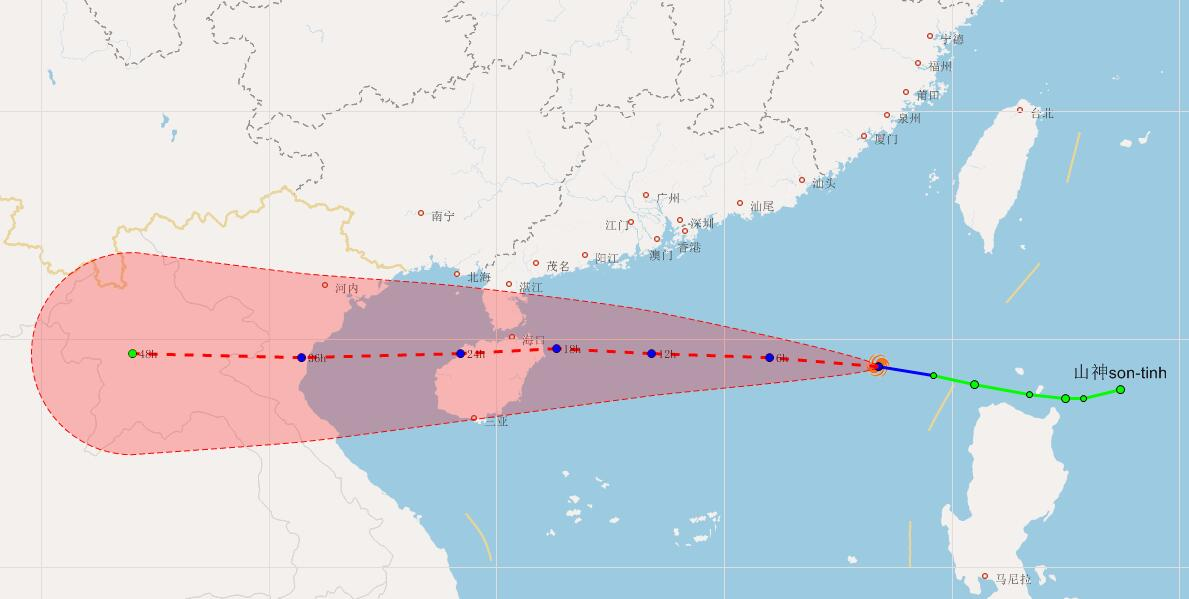 宁德
福州
莆田
泉州
台北
厦门
汕头
广州
汕尾
南宁
江门
深圳
香港
澳门
阳江
茂名
北海
湛江
河内
海口
48h
36h
24h
18h
12h
6h
山神son-tinh
三亚
马尼拉